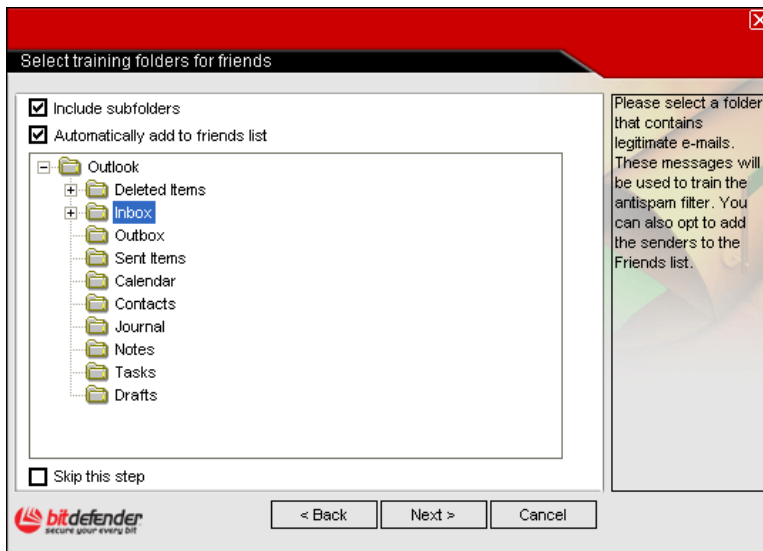 Select training folders for friends
Include subfolders
Automatically add to friends list
Outlook
Deleted Items
Inbox
Outbox
Sent Items
Calendar
Contacts
Journal
Notes
Tasks
Drafts
Skip this step
Please select a folder
that contains
legitimate e-mails.
These messages will
be used to train the
antispam filter. You
can also opt to add
the senders to the
Friends list.
bitdefender
secure your every bit
< Back
Next >
Cancel